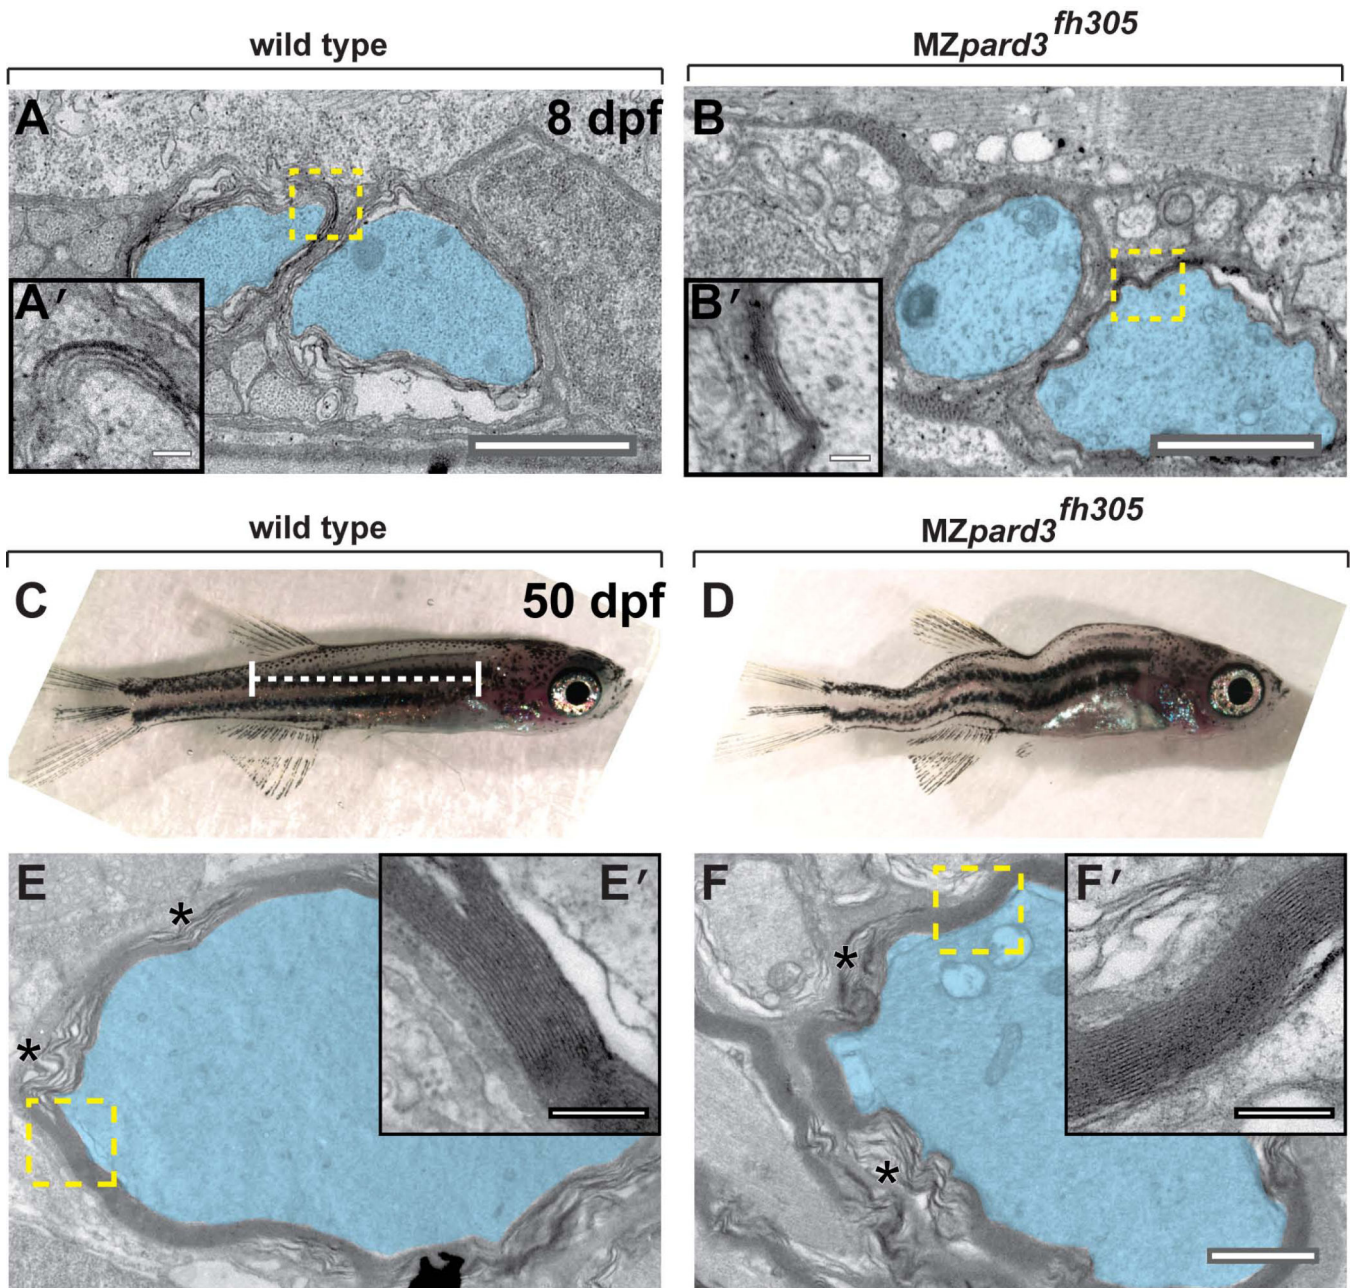 wild type
MZpard3fh305
A
8 dpf
B
A′
B′
wild type
MZpard3fh305
C
50 dpf
D
E
*
*
E′
F
*
*
F′